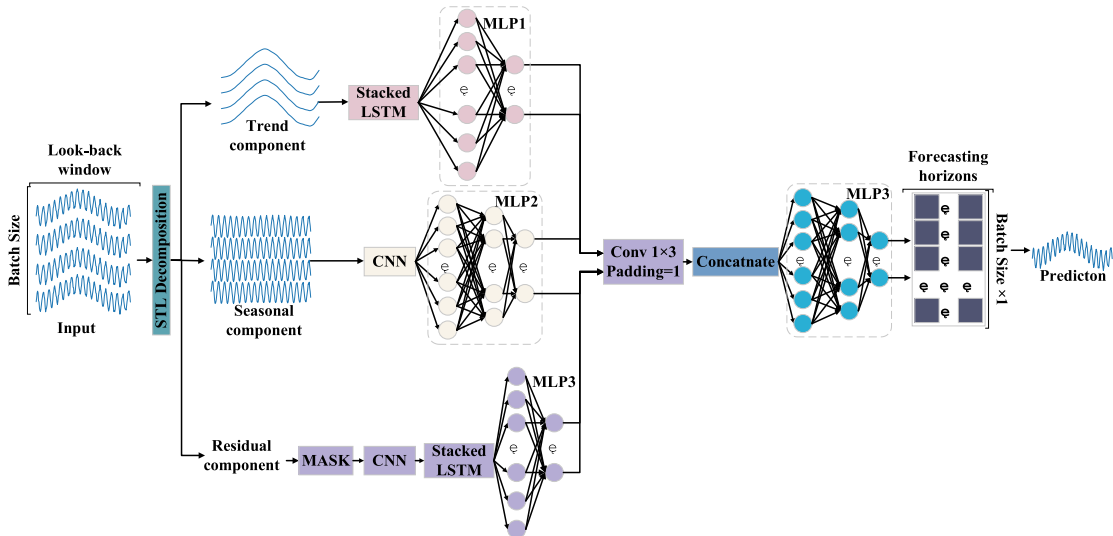 Look-back
window
Batch Size
Input
STL Decomposition
Trend
component
Stacked
LSTM
MLP1
Seasonal
component
CNN
MLP2
Residual
component
MASK
CNN
Stacked
LSTM
MLP3
Conv 1×3
Padding=1
Concatnate
MLP3
Forecasting
horizons
Batch Size ×1
Predicton